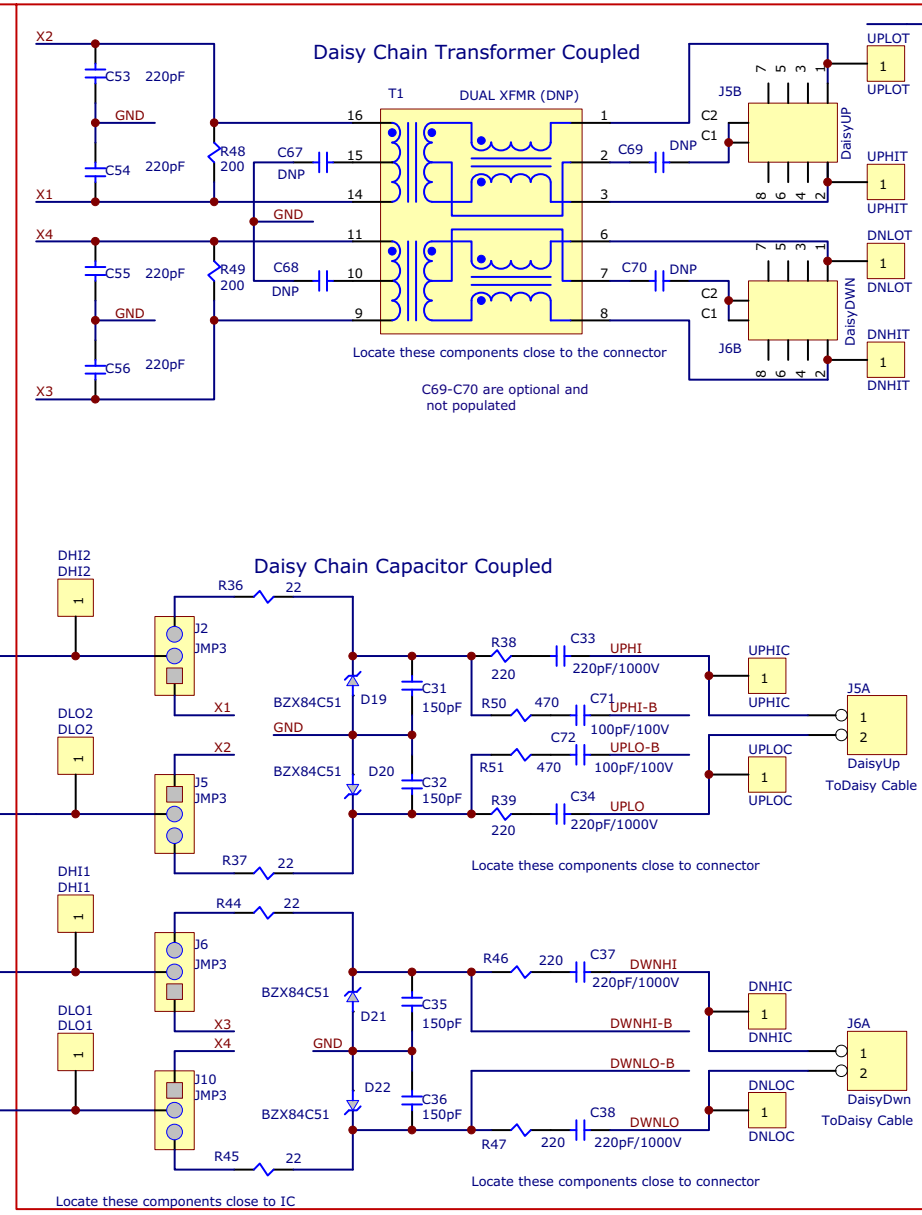 Daisy Chain Transformer Coupled
X2
C53 220pF
GND
C54 220pF
X1
X4
C55 220pF
GND
C56 220pF
X3
R48
200
R49
200
C67
DNP
GND
C68
DNP
T1
DUAL XFMR (DNP)
16
15
14
11
10
9
1
2
3
6
7
8
C69
DNP
C70
DNP
J5B
C2
C1
7 5 3 1
8 6 4 2
DaisyUP
C2
C1
J6B
7 5 3 1
8 6 4 2
DaisyDWN
UPLOT
1
UPLOT
UPHIT
1
UPHIT
DNLOT
1
DNLOT
DNHIT
1
DNHIT
Locate these components close to the connector
C69-C70 are optional and
not populated
Daisy Chain Capacitor Coupled
DHI2
DHI2
1
J2
JMP3
X1
R36 22
DLO2
DLO2
1
X2
J5
JMP3
R37 22
BZX84C51 D19
GND
BZX84C51 D20
C31
150pF
C32
150pF
R38
220
C33
220pF/1000V
UPHI
R50 470
C71
100pF/100V
UPHI-B
R51 470
C72
100pF/100V
UPLO-B
R39
220
C34
220pF/1000V
UPLO
UPHIC
1
UPHIC
UPLOC
1
UPLOC
J5A
1
2
DaisyUp
ToDaisy Cable
Locate these components close to connector
DHI1
DHI1
1
J6
JMP3
X3
R44 22
DLO1
DLO1
1
X4
J10
JMP3
R45 22
BZX84C51
D21
GND
D22
BZX84C51
C35
150pF
C36
150pF
R46 220
C37
220pF/1000V
DWNHI
DWNHI-B
DWNLO-B
R47 220
C38
220pF/1000V
DWNLO
DNHIC
1
DNHIC
DNLOC
1
DNLOC
J6A
1
2
DaisyDwn
ToDaisy Cable
Locate these components close to connector
Locate these components close to IC